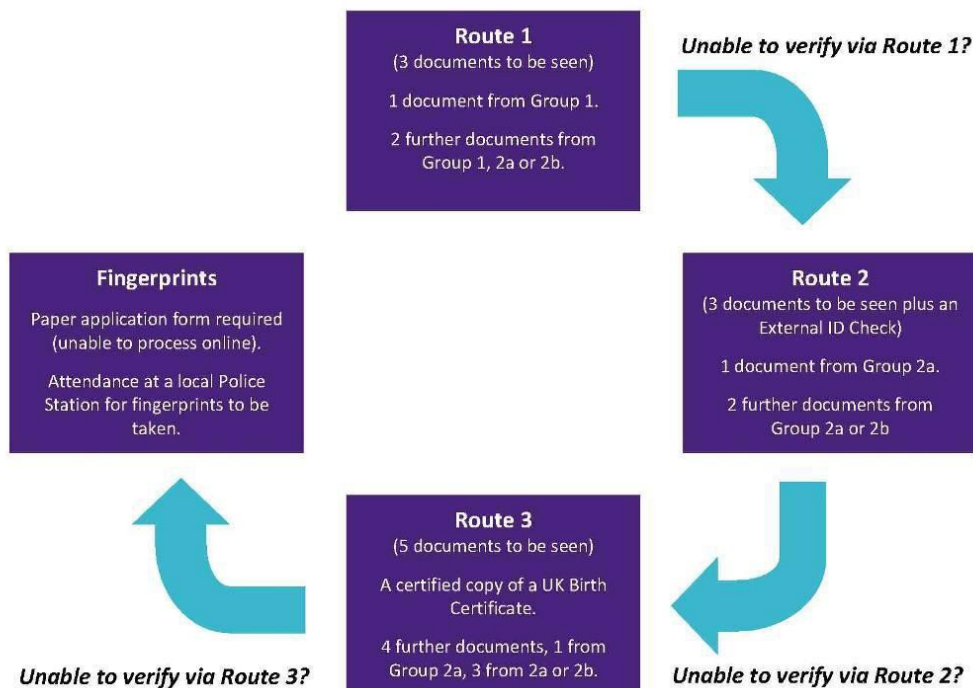 Route 1
(3 documents to be seen)
1 document from Group 1.
2 further documents from
Group 1, 2a or 2b.
Unable to verify via Route 1?
Route 2
(3 documents to be seen plus an
External ID Check)
1 document from Group 2a.
2 further documents from
Group 2a or 2b
Unable to verify via Route 2?
Route 3
(5 documents to be seen)
A certified copy of a UK Birth
Certificate.
4 further documents, 1 from
Group 2a, 3 from 2a or 2b.
Unable to verify via Route 3?
Fingerprints
Paper application form required
(unable to process online).
Attendance at a local Police
Station for fingerprints to be
taken.